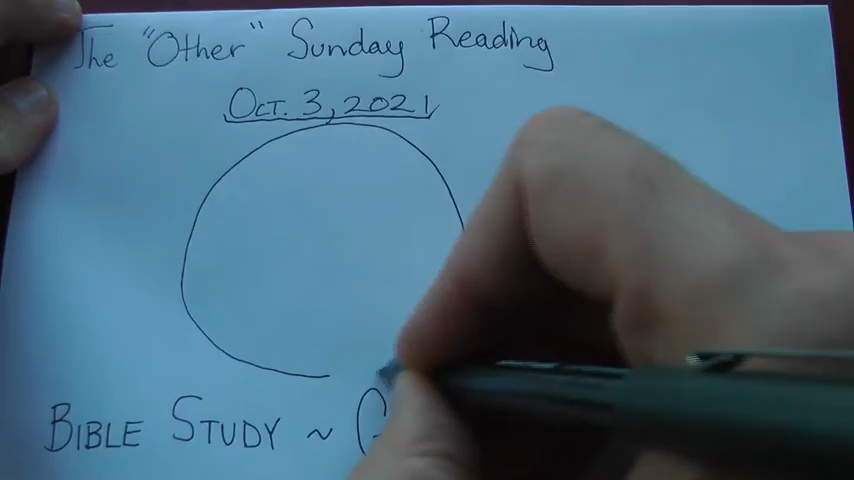 The "Other" Sunday Reading
Oct. 3, 2021
BIBLE STUDY ~